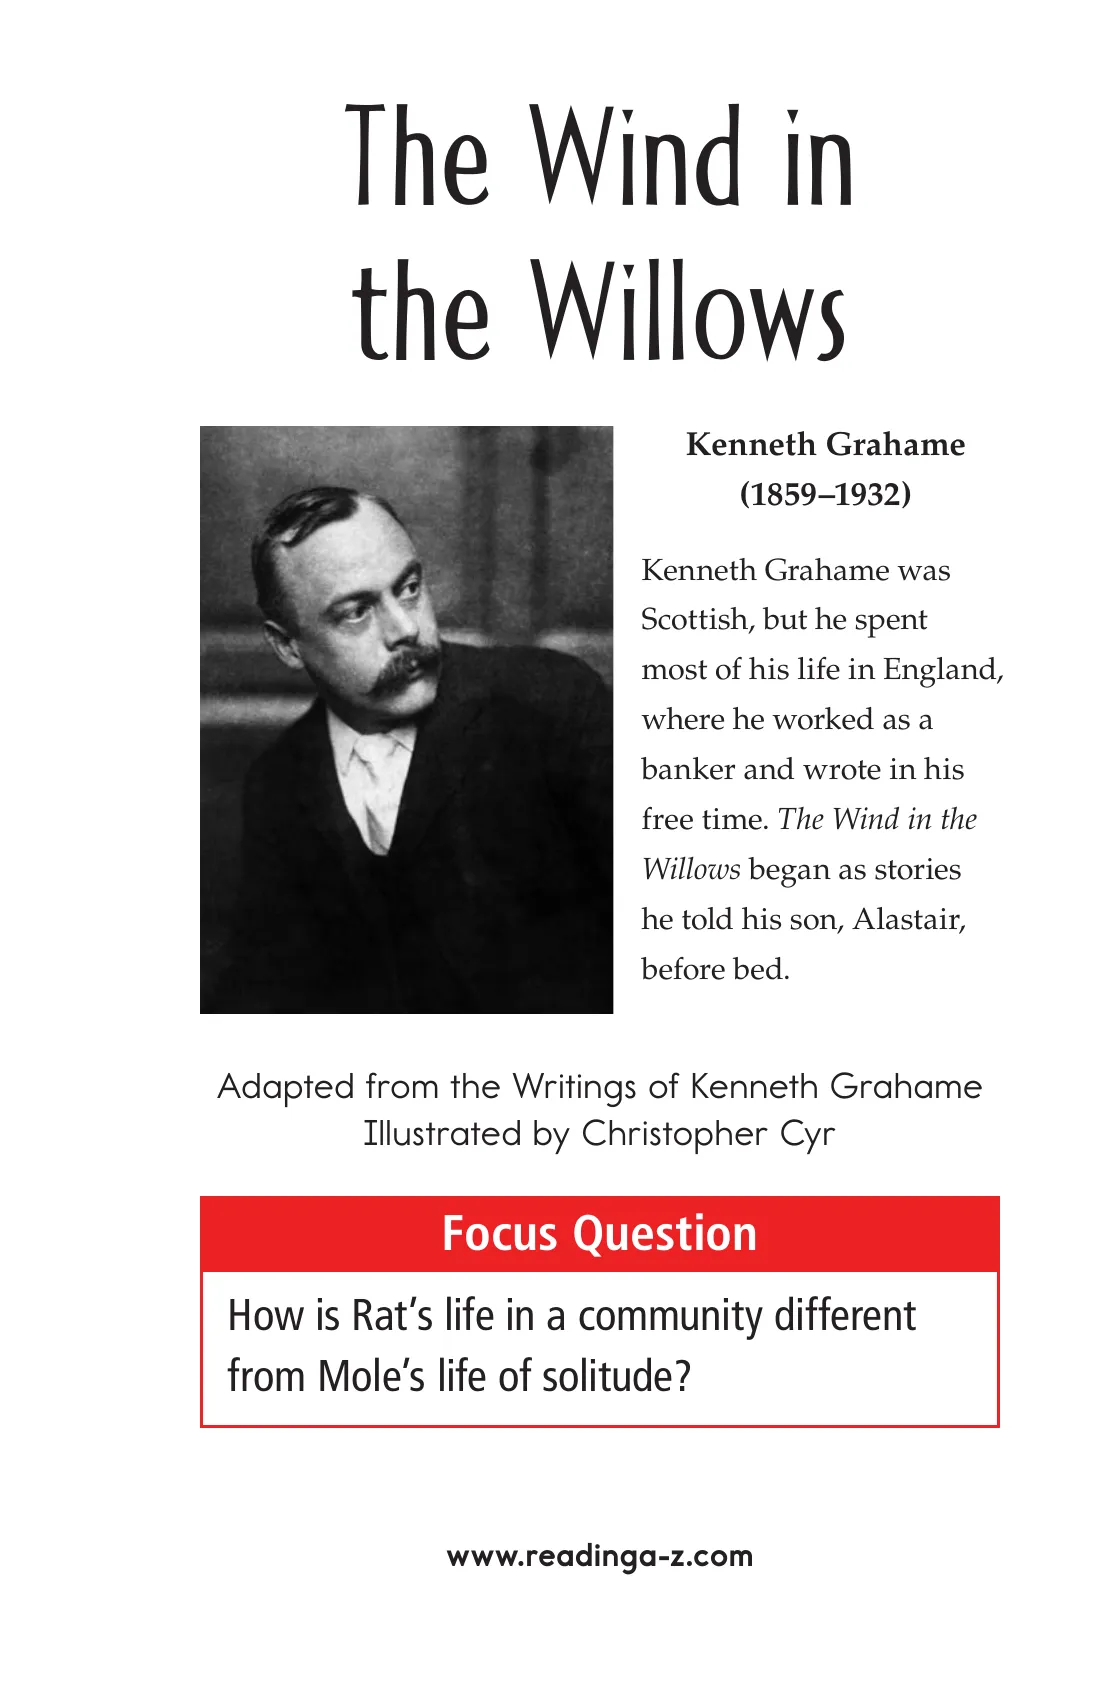 The Wind in
the Willows
Kenneth Grahame
(1859–1932)
Kenneth Grahame was
Scottish, but he spent
most of his life in England,
where he worked as a
banker and wrote in his
free time. The Wind in the
Willows began as stories
he told his son, Alastair,
before bed.
Adapted from the Writings of Kenneth Grahame
Illustrated by Christopher Cyr
Focus Question
How is Rat’s life in a community different
from Mole’s life of solitude?
www.readinga-z.com